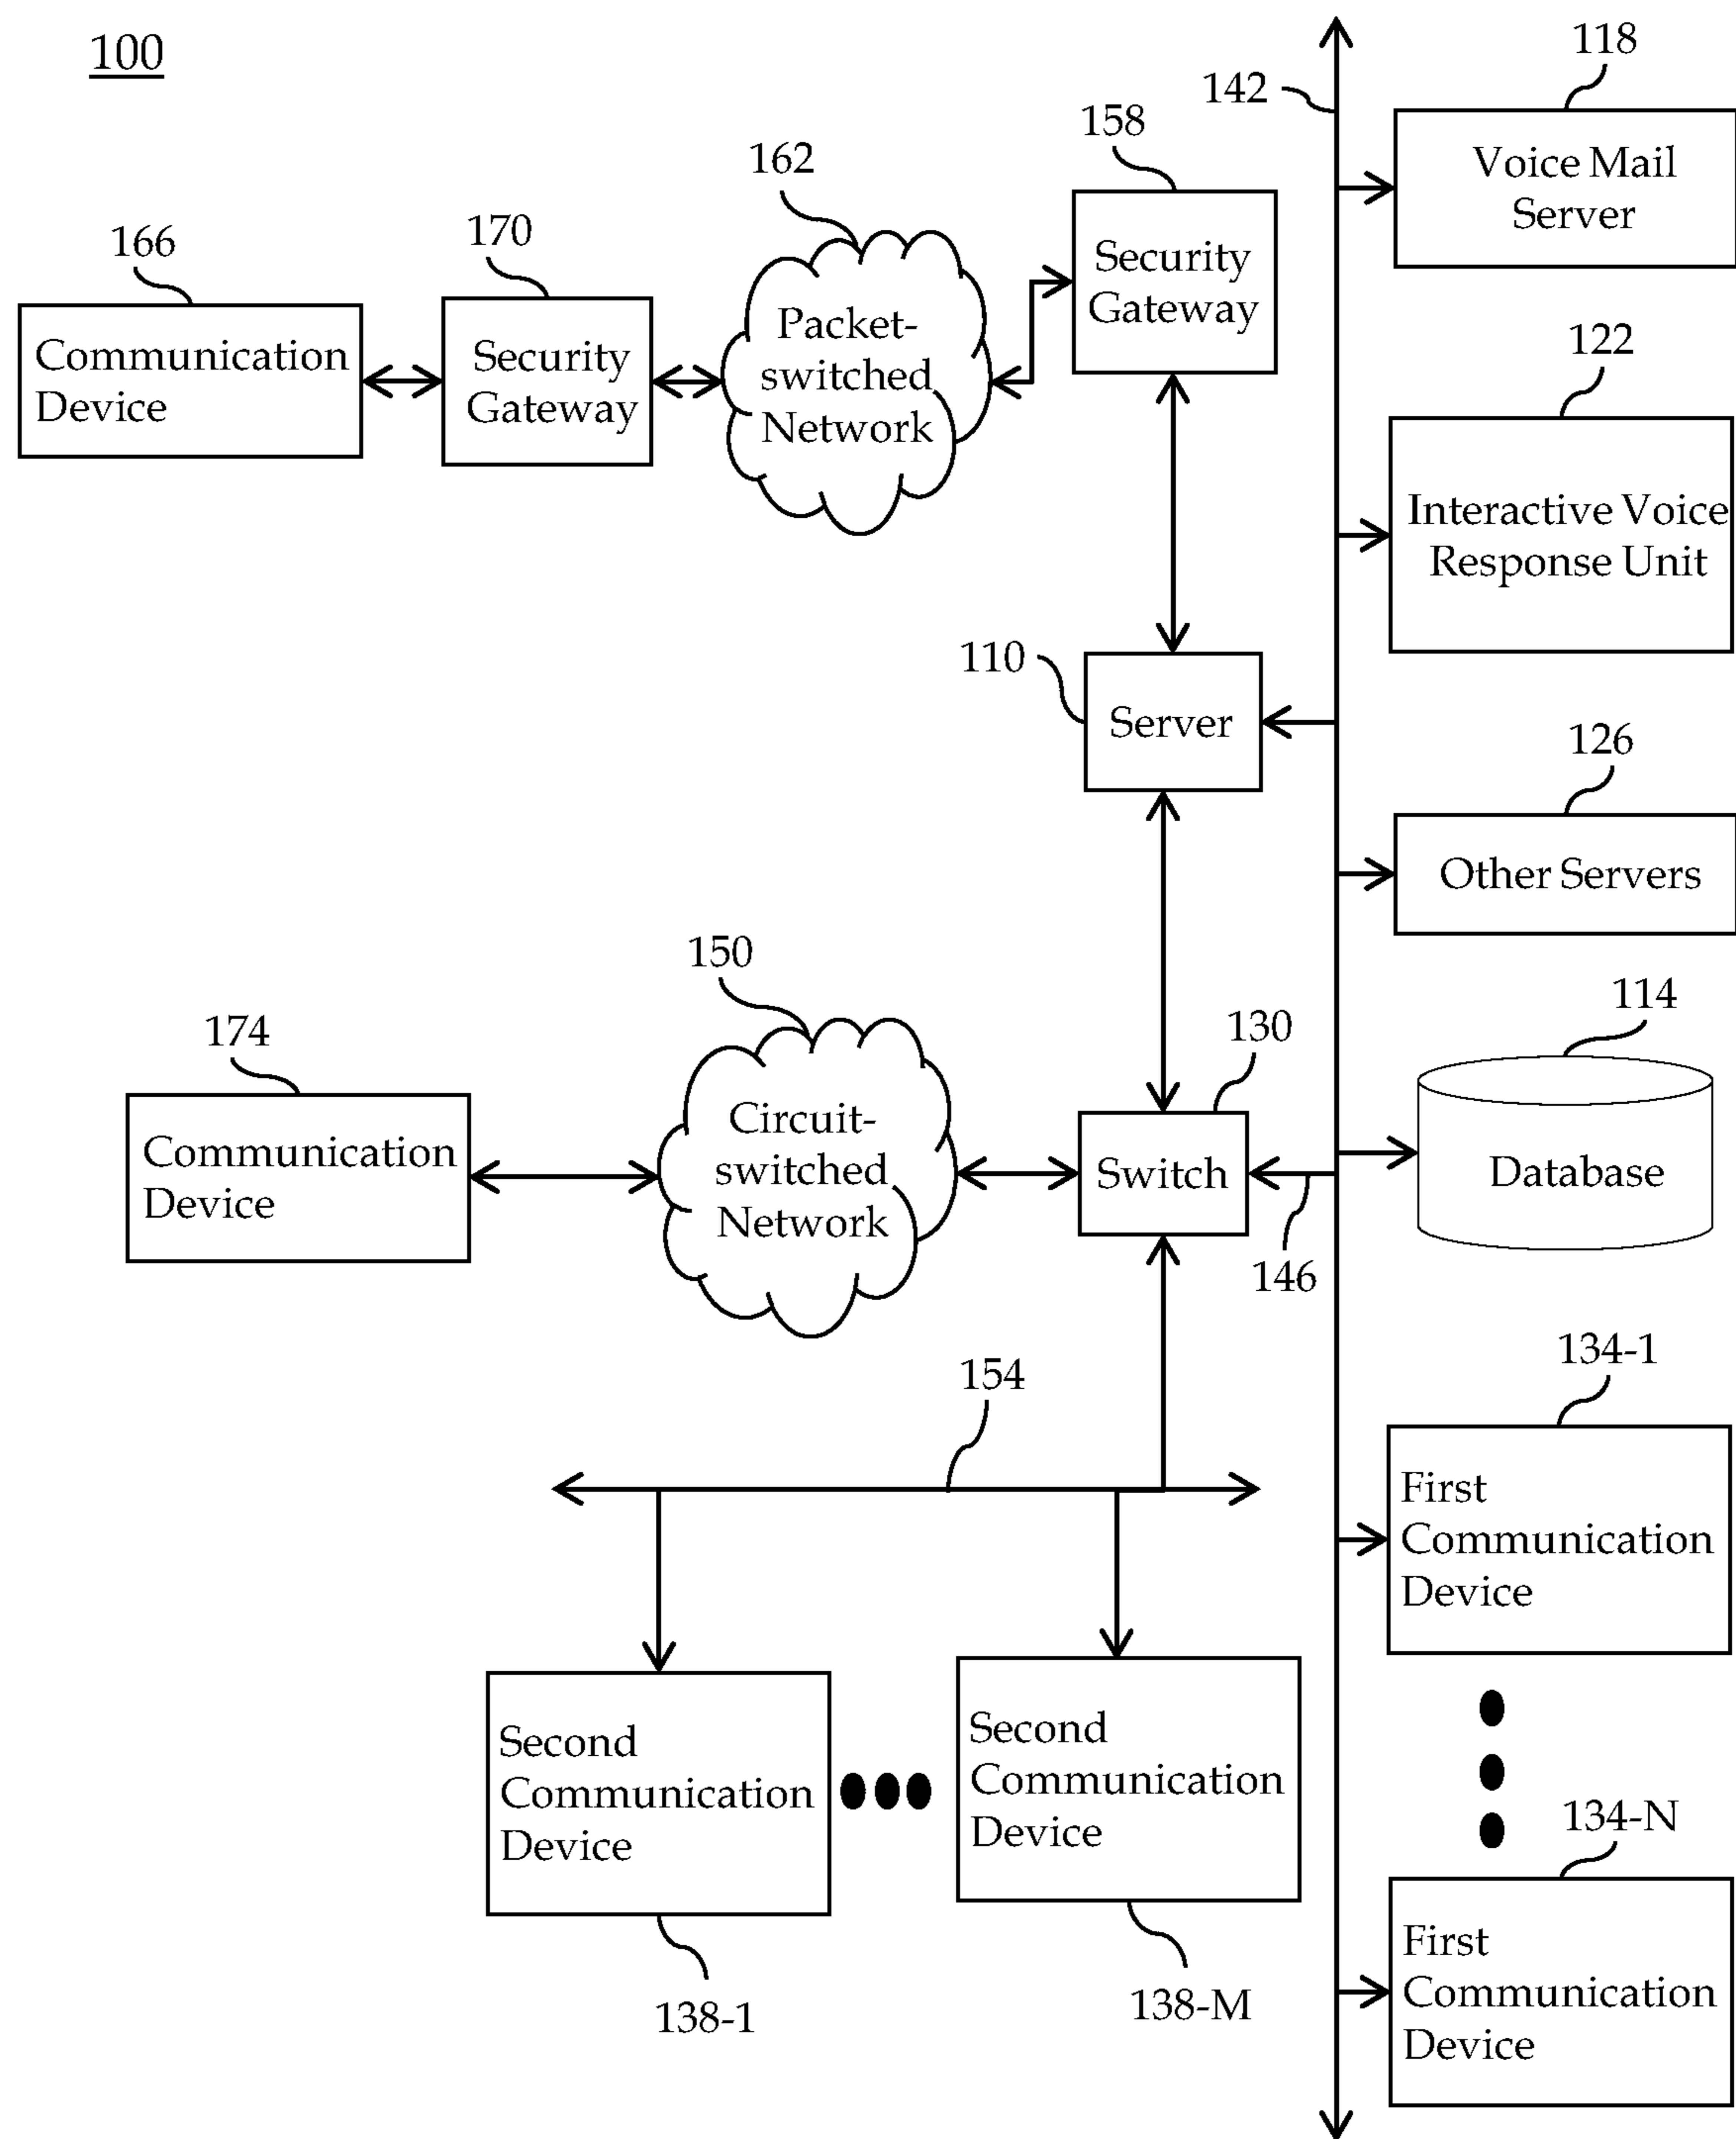 100
118
142
158
162
Voice Mail
Server
166
170
Security
Gateway
Packet-
switched
Network
122
Communication
Device
Security
Gateway
Interactive Voice
Response Unit
110
Server
126
Other Servers
150
114
174
130
Circuit-
switched
Network
Communication
Device
Switch
Database
146
134-1
154
First
Communication
Device
Second
Communication
Device
Second
Communication
Device
134-N
138-1
138-M
First
Communication
Device